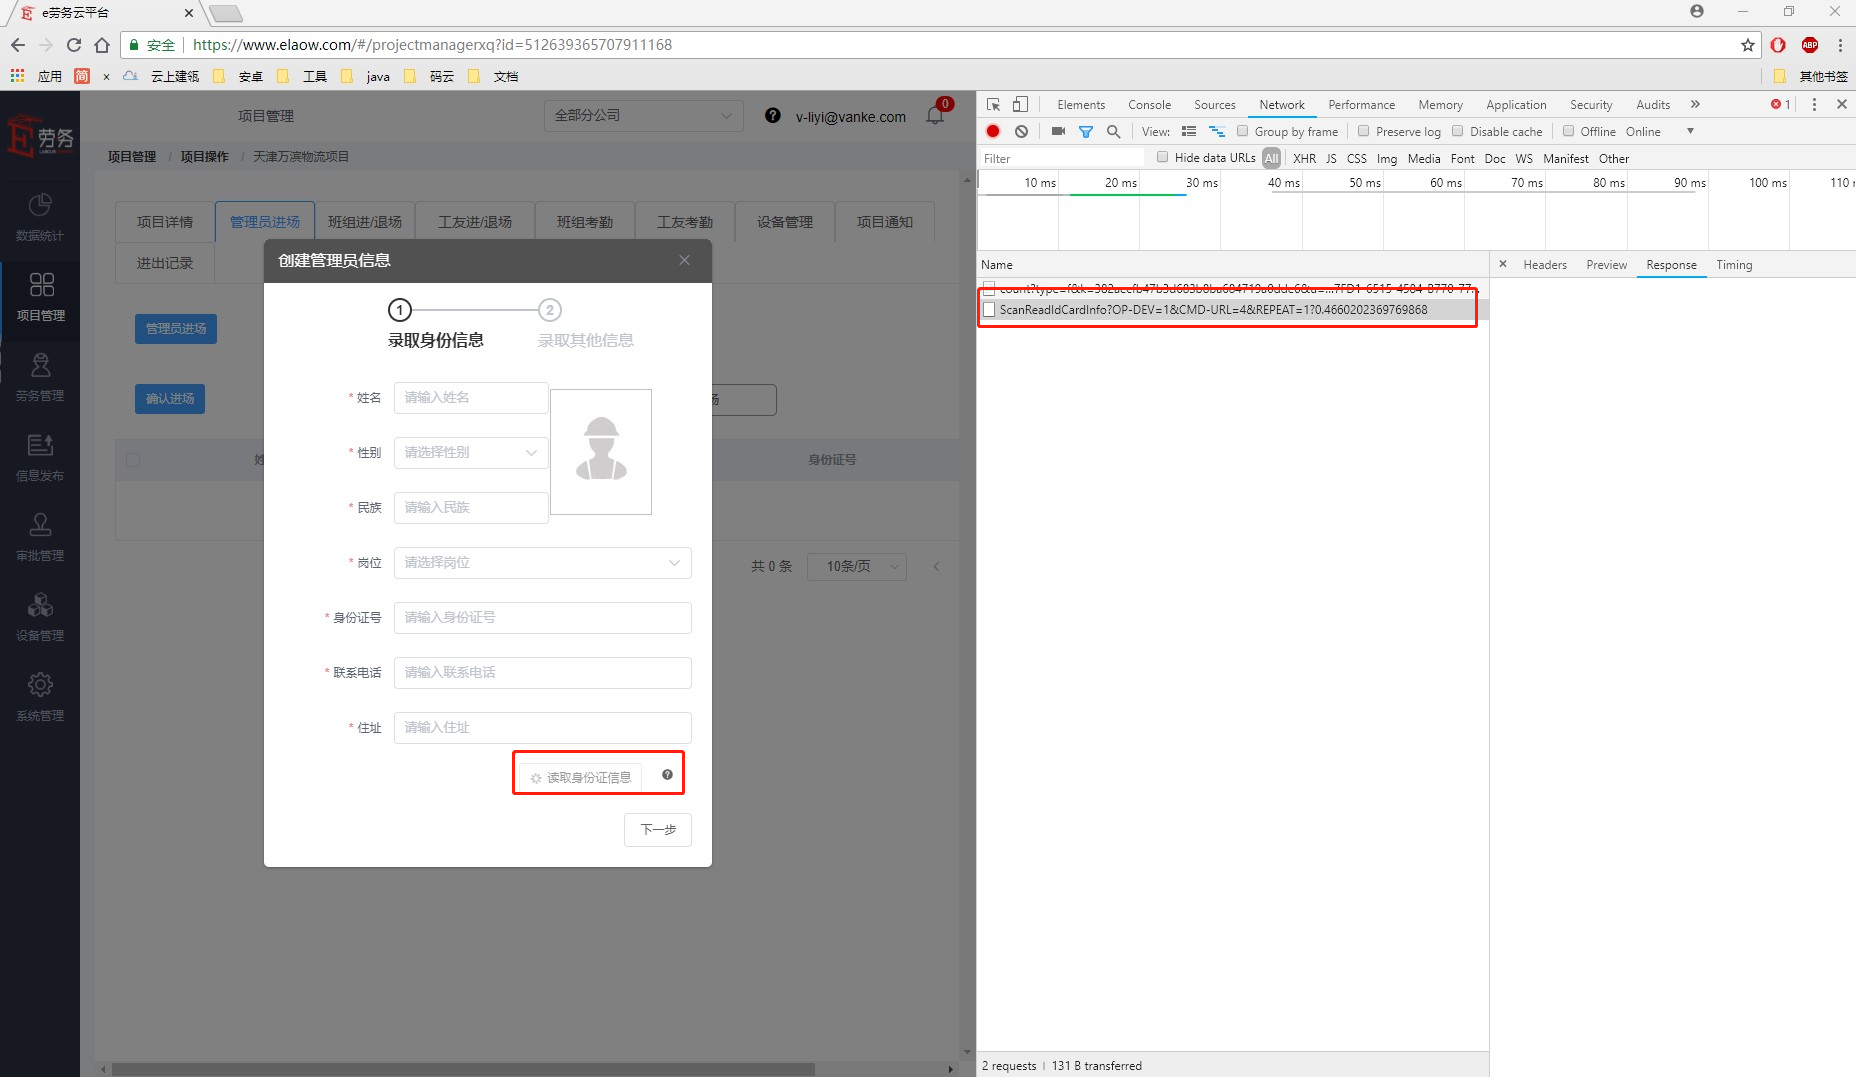 e劳务云平台
安全 https://www.elaow.com/#/projectmanagerxq?id=512639365707911168
应用 简 × 云上建瓴 安卓 工具 java 码云 文档 其他书签
劳务
数据统计
项目管理
劳务管理
信息发布
审批管理
设备管理
系统管理
项目管理 全部分公司 v-liyi@vanke.com 0
项目管理 / 项目操作 / 天津万滨物流项目
项目详情 管理员进场 班组进/退场 工友进/退场 班组考勤 工友考勤 设备管理 项目通知
进出记录
管理员进场
确认进场
身份证号
共 0 条 10条/页
创建管理员信息
1 2
录取身份信息 录取其他信息
* 姓名 请输入姓名
* 性别 请选择性别
* 民族 请输入民族
* 岗位 请选择岗位
* 身份证号 请输入身份证号
* 联系电话 请输入联系电话
* 住址 请输入住址
读取身份证信息
下一步
Elements Console Sources Network Performance Memory Application Security Audits » 1
View: Group by frame Preserve log Disable cache Offline Online
Filter Hide data URLs All XHR JS CSS Img Media Font Doc WS Manifest Other
10 ms 20 ms 30 ms 40 ms 50 ms 60 ms 70 ms 80 ms 90 ms 100 ms 110
Name
Headers Preview Response Timing
ScanReadIdCardInfo?OP-DEV=1&CMD-URL=4&REPEAT=1?0.4660202369769868
2 requests | 131 B transferred